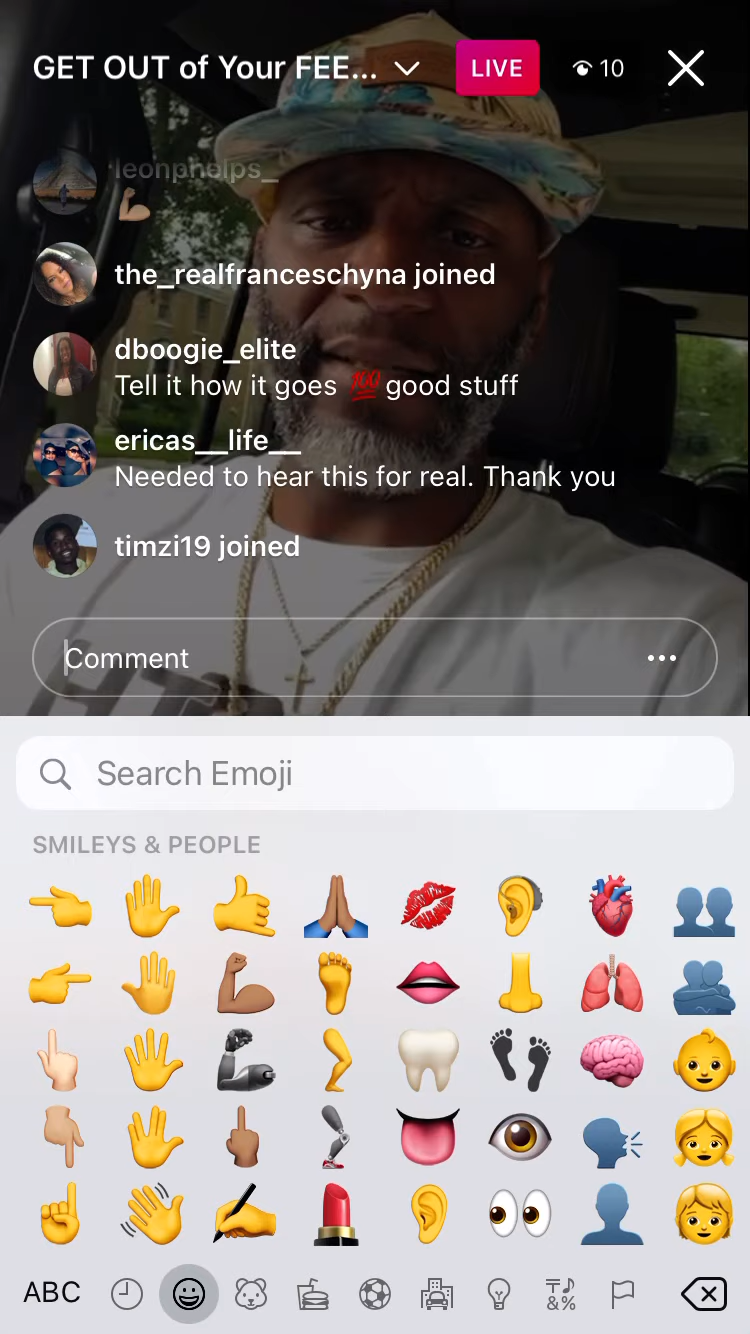 GET OUT of Your FEE...
LIVE
10
leonphelps_
💪🏽
the_realfranceschyna joined
dboogie_elite
Tell it how it goes 💯good stuff
ericas__life__
Needed to hear this for real. Thank you
timzi19 joined
Comment
Search Emoji
SMILEYS & PEOPLE
ABC
&%